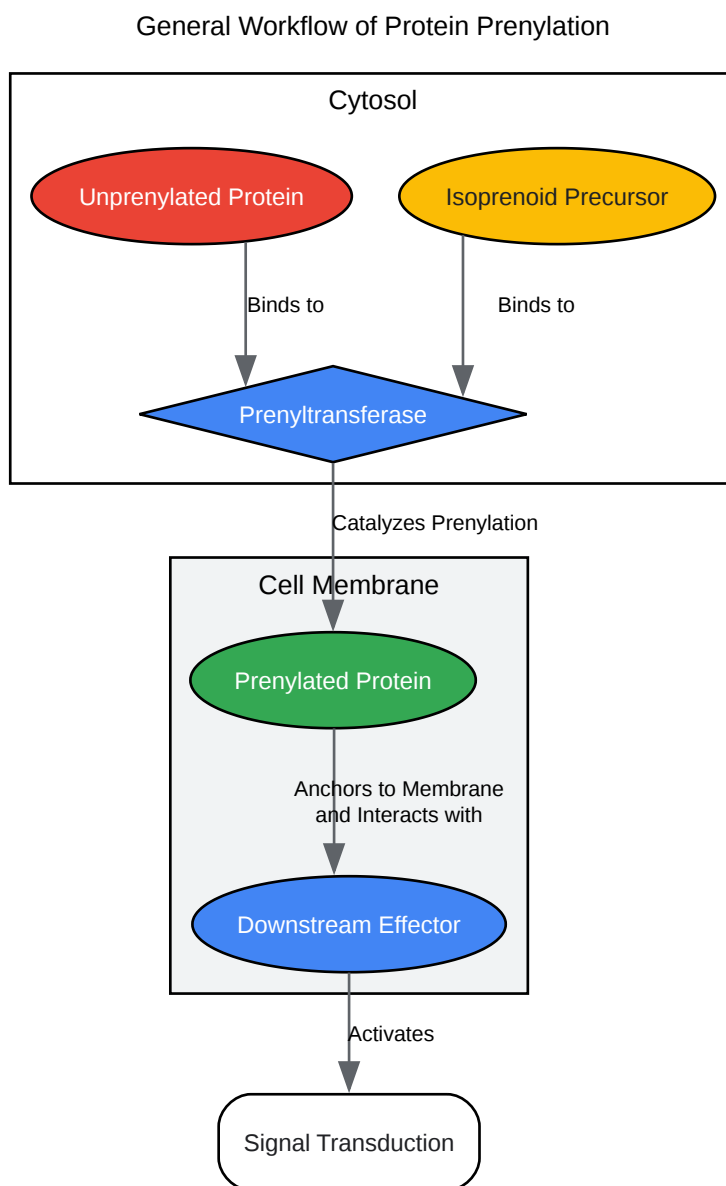 General Workflow of Protein Prenylation
Cytosol
Unprenylated Protein
Isoprenoid Precursor
Binds to
Binds to
Prenyltransferase
Catalyzes Prenylation
Cell Membrane
Prenylated Protein
Anchors to Membrane
and Interacts with
Downstream Effector
Activates
Signal Transduction